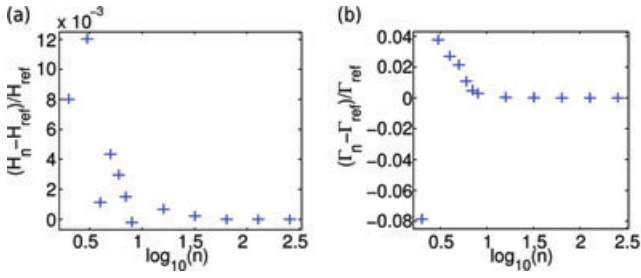 (a)
x 10⁻³
12
10
8
6
4
2
0
(Hₙ−H_ref)/H_ref
0.5 1 1.5 2 2.5
log₁₀(n)
(b)
0.04
0.02
0
−0.02
−0.04
−0.06
−0.08
(Γₙ−Γ_ref)/Γ_ref
0.5 1 1.5 2 2.5
log₁₀(n)